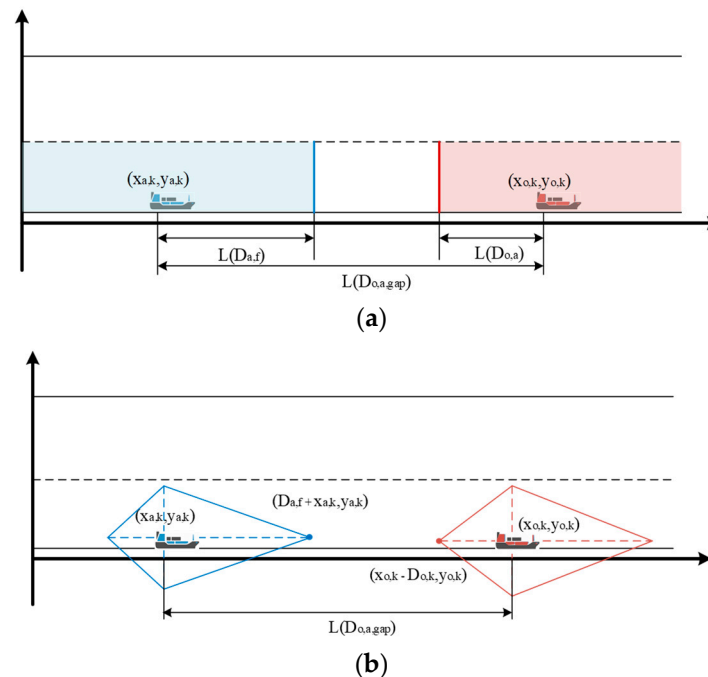 (xa,k,ya,k) (xo,k,yo,k)
L(Da,f) L(Do,a)
L(Do,a,gap)
(a)
(Da,f + xa,k,ya,k)
(xa,k,ya,k) (xo,k,yo,k)
(xo,k - Do,k,yo,k)
L(Do,a,gap)
(b)